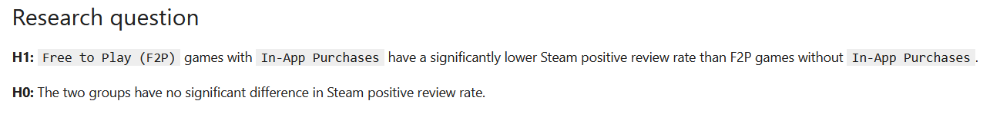 Research question
H1: Free to Play (F2P) games with In-App Purchases have a significantly lower Steam positive review rate than F2P games without In-App Purchases.
H0: The two groups have no significant difference in Steam positive review rate.